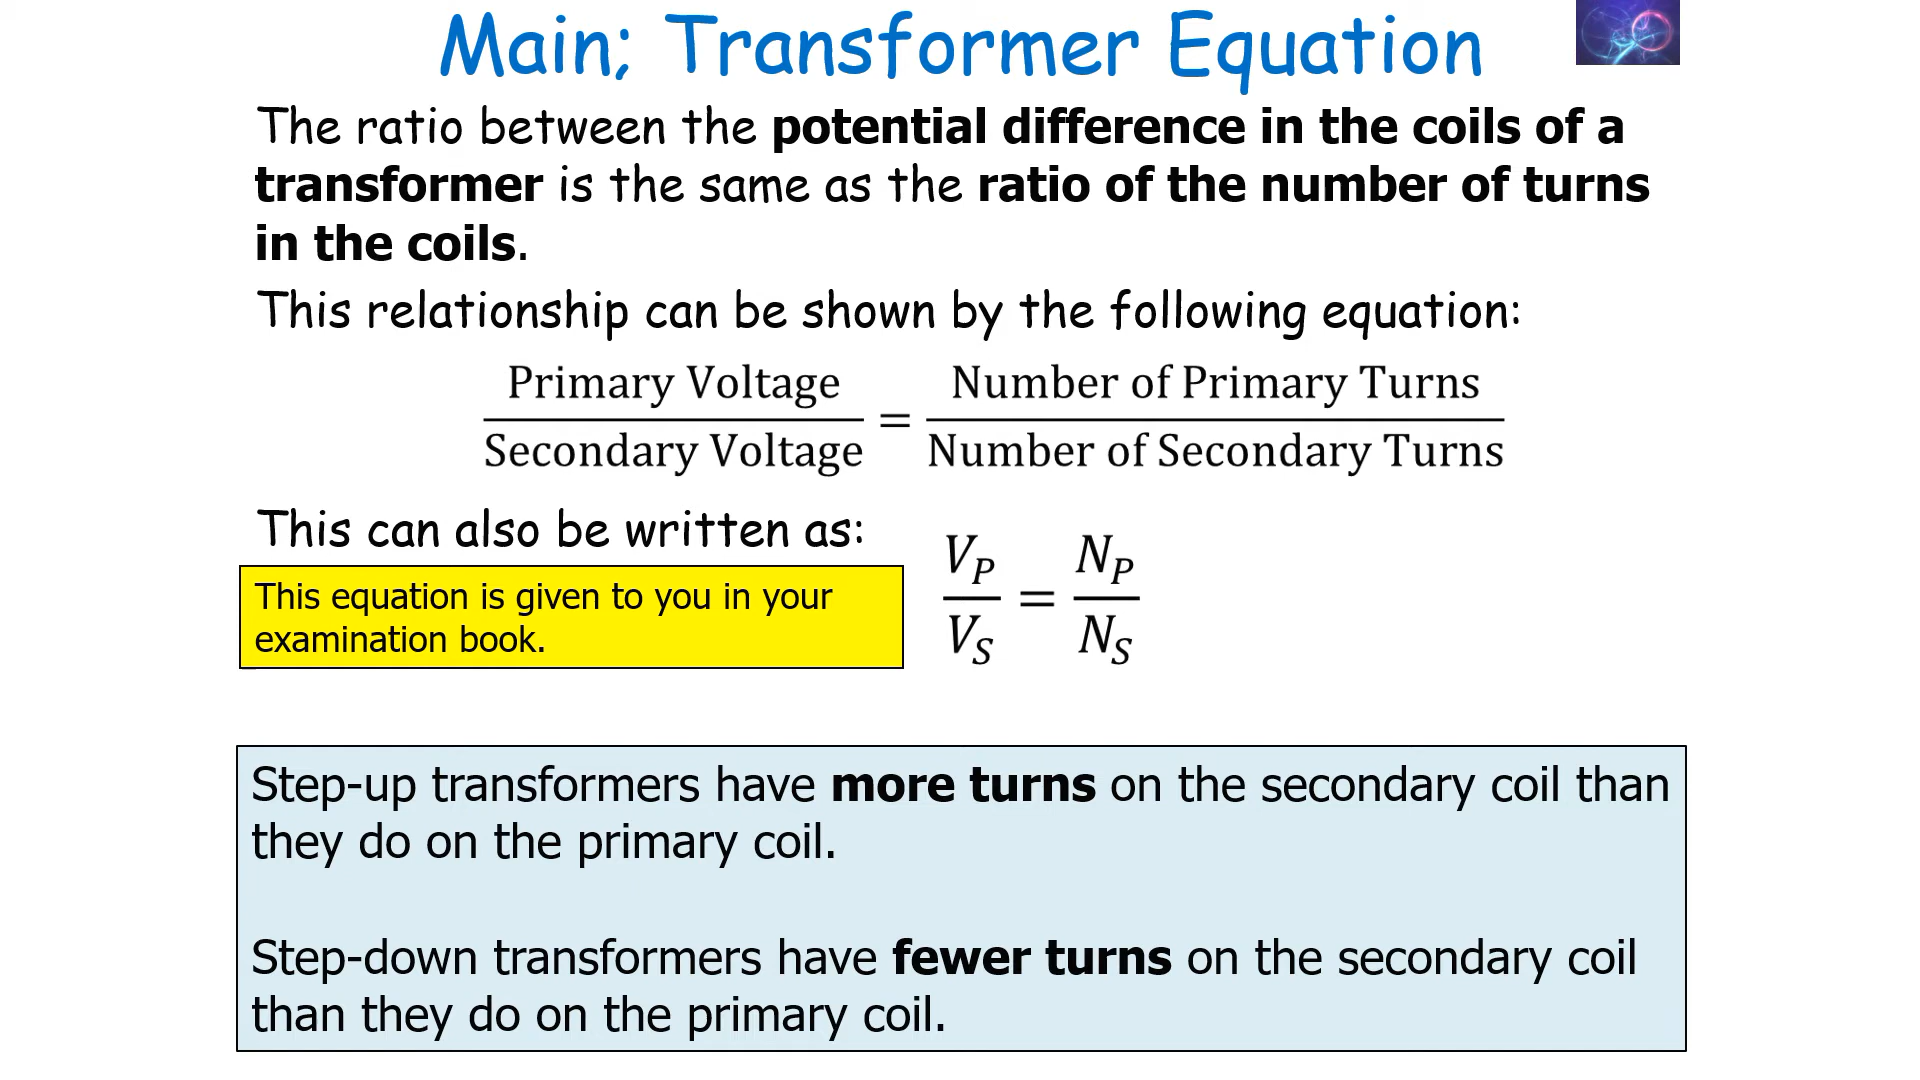 Main; Transformer Equation
The ratio between the potential difference in the coils of a
transformer is the same as the ratio of the number of turns
in the coils.
This relationship can be shown by the following equation:
Primary Voltage / Secondary Voltage = Number of Primary Turns / Number of Secondary Turns
This can also be written as:
V_P / V_S = N_P / N_S
This equation is given to you in your
examination book.
Step-up transformers have more turns on the secondary coil than
they do on the primary coil.
Step-down transformers have fewer turns on the secondary coil
than they do on the primary coil.